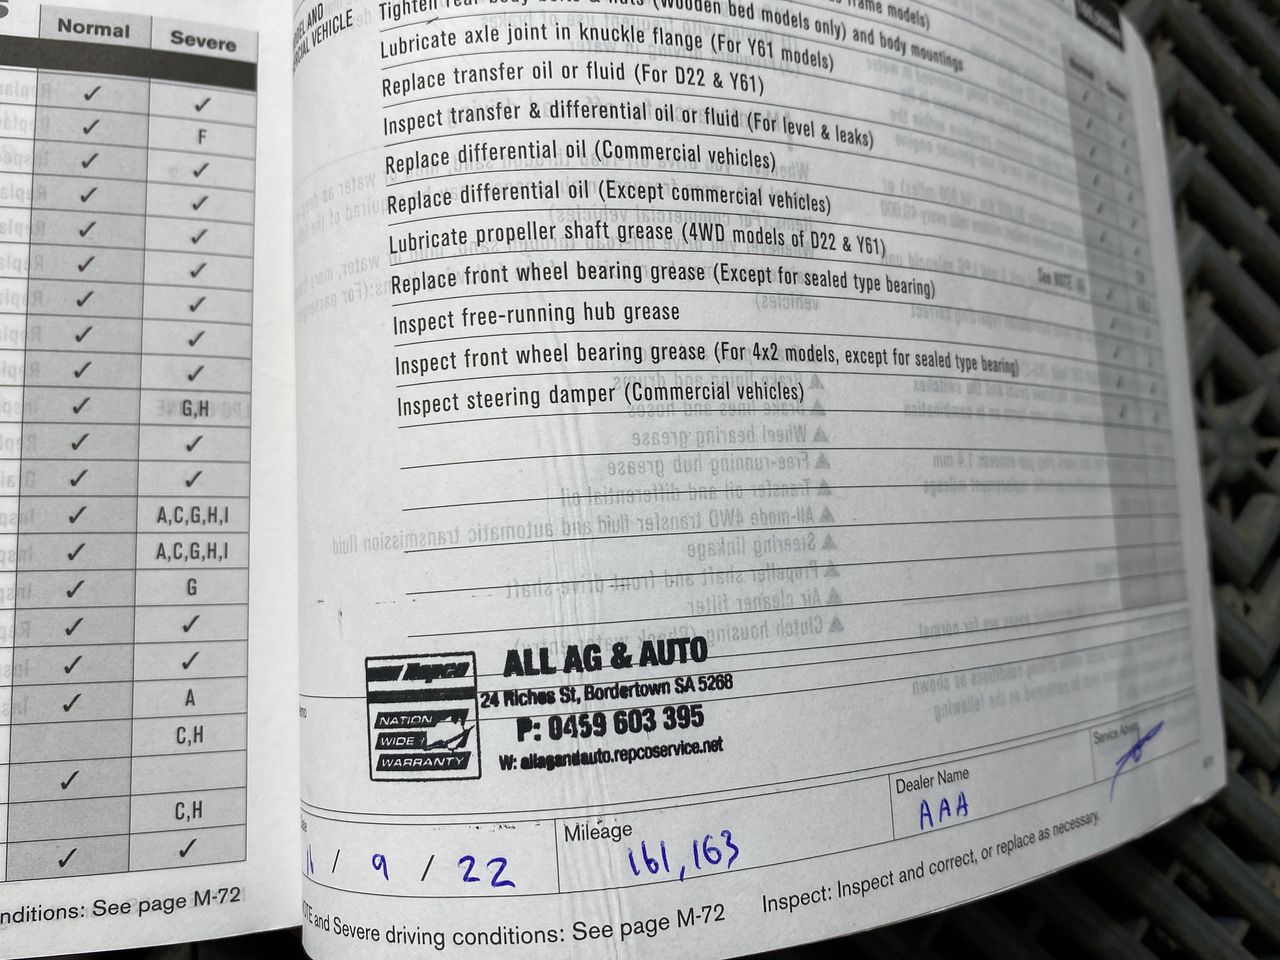 Normal Severe
✓ ✓
✓ F
✓ ✓
✓ ✓
✓ ✓
✓ ✓
✓ ✓
✓ ✓
✓ ✓
✓ G,H
✓ ✓
✓ ✓
✓ A,C,G,H,I
✓ A,C,G,H,I
✓ G
✓ ✓
✓ ✓
✓ A
C,H
✓
C,H
✓ ✓
nditions: See page M-72
Tighten rear body bolts & nuts (Wooden bed models only) and body mountings
Lubricate axle joint in knuckle flange (For Y61 models)
Replace transfer oil or fluid (For D22 & Y61)
Inspect transfer & differential oil or fluid (For level & leaks)
Replace differential oil (Commercial vehicles)
Replace differential oil (Except commercial vehicles)
Lubricate propeller shaft grease (4WD models of D22 & Y61)
Replace front wheel bearing grease (Except for sealed type bearing)
Inspect free-running hub grease
Inspect front wheel bearing grease (For 4x2 models, except for sealed type bearing)
Inspect steering damper (Commercial vehicles)
Repco
NATION
WIDE
WARRANTY
ALL AG & AUTO
24 Riches St, Bordertown SA 5268
P: 0459 603 395
W: allagandauto.repcoservice.net
/ 9 / 22
Mileage
161,163
Dealer Name
AAA
Service Advisor
and Severe driving conditions: See page M-72
Inspect: Inspect and correct, or replace as necessary.